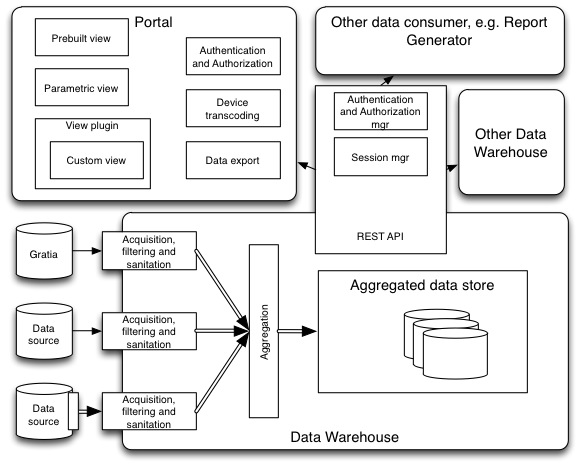 Portal
Prebuilt view
Parametric view
View plugin
Custom view
Authentication
and Authorization
Device
transcoding
Data export
Other data consumer, e.g. Report
Generator
Authentication
and Authorization
mgr
Session mgr
REST API
Other Data
Warehouse
Gratia
Acquisition,
filtering and
sanitation
Data
source
Acquisition,
filtering and
sanitation
Data
source
Acquisition,
filtering and
sanitation
Aggregation
Aggregated data store
Data Warehouse